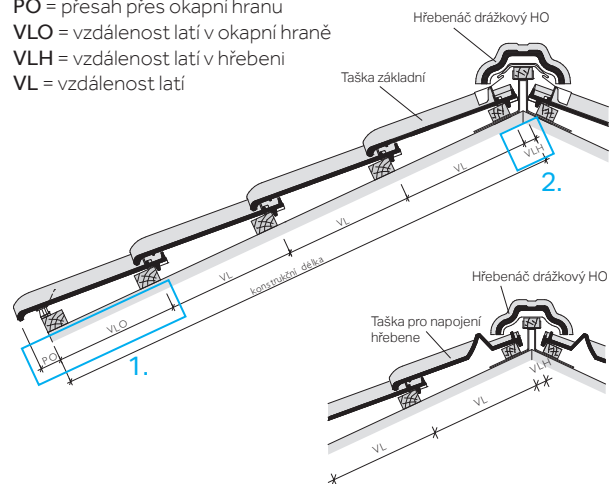 PO = přesah přes okapní hranu
VLO = vzdálenost latí v okapní hraně
VLH = vzdálenost latí v hřebeni
VL = vzdálenost latí
Hřebenáč drážkový HO
Taška základní
VLH
2.
VL
VL
VL
konstrukční délka
VLO
PO
1.
Hřebenáč drážkový HO
Taška pro napojení
hřebene
VLH
VL
VL